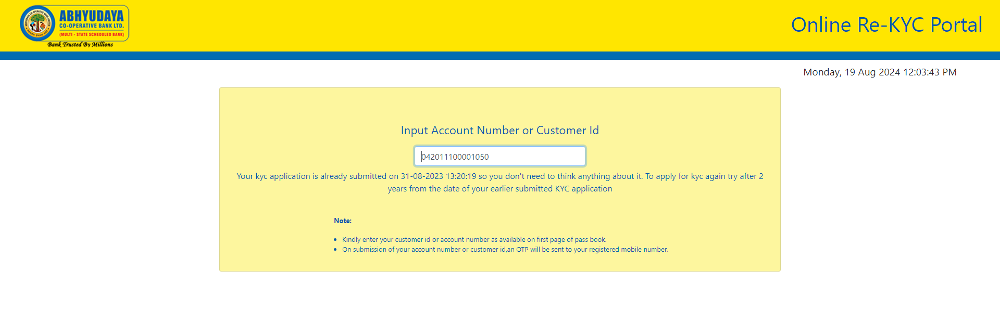 ABHYUDAYA
CO-OPERATIVE BANK LTD.
(MULTI - STATE SCHEDULED BANK)
Bank Trusted By Millions
Online Re-KYC Portal
Monday, 19 Aug 2024 12:03:43 PM
Input Account Number or Customer Id
042011100001050
Your kyc application is already submitted on 31-08-2023 13:20:19 so you don't need to think anything about it. To apply for kyc again try after 2
years from the date of your earlier submitted KYC application
Note:
• Kindly enter your customer id or account number as available on first page of pass book.
• On submission of your account number or customer id,an OTP will be sent to your registered mobile number.